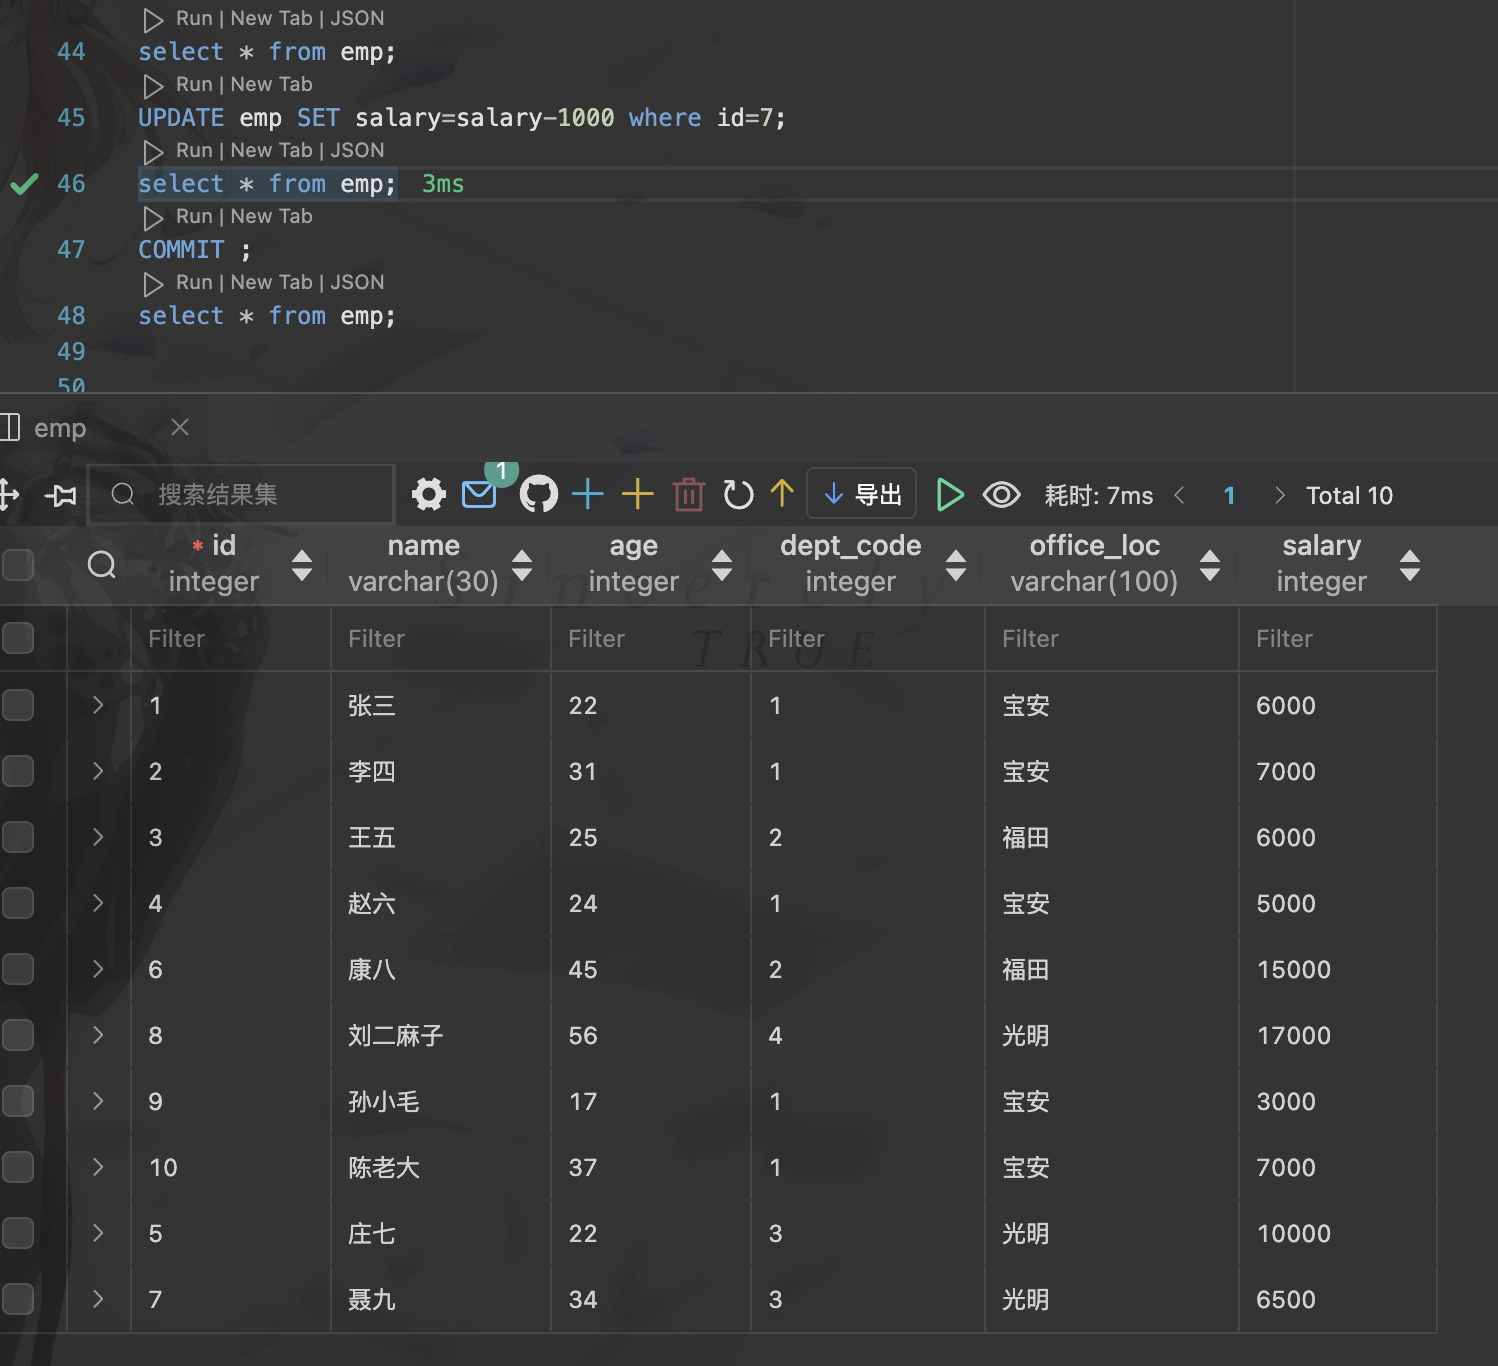 Run | New Tab | JSON
44 select * from emp;
Run | New Tab
45 UPDATE emp SET salary=salary-1000 where id=7;
Run | New Tab | JSON
46 select * from emp; 3ms
Run | New Tab
47 COMMIT ;
Run | New Tab | JSON
48 select * from emp;
49
50
emp
搜索结果集 1 导出 耗时: 7ms 1 Total 10
* id name age dept_code office_loc salary
integer varchar(30) integer integer varchar(100) integer
Sincerely
Filter Filter Filter Filter Filter Filter
TRUE
1 张三 22 1 宝安 6000
2 李四 31 1 宝安 7000
3 王五 25 2 福田 6000
4 赵六 24 1 宝安 5000
6 康八 45 2 福田 15000
8 刘二麻子 56 4 光明 17000
9 孙小毛 17 1 宝安 3000
10 陈老大 37 1 宝安 7000
5 庄七 22 3 光明 10000
7 聂九 34 3 光明 6500